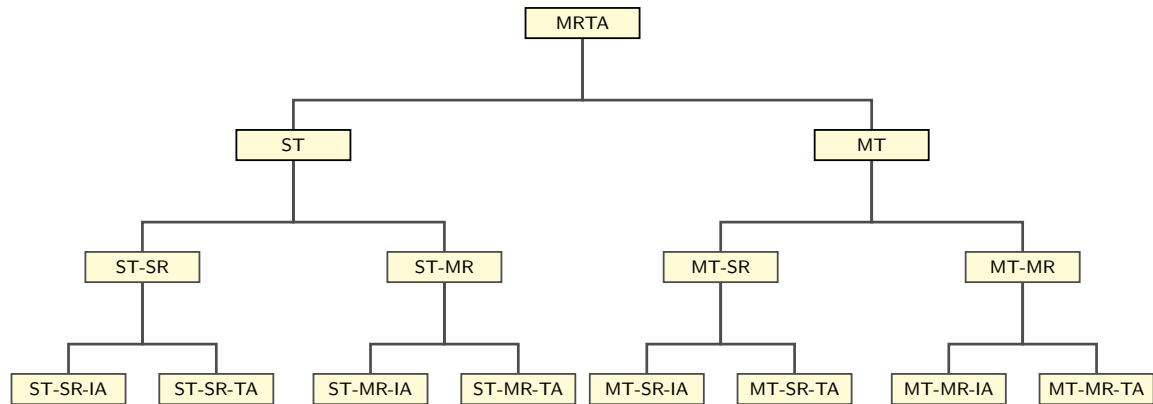 MRTA
ST
MT
ST-SR
ST-MR
MT-SR
MT-MR
ST-SR-IA
ST-SR-TA
ST-MR-IA
ST-MR-TA
MT-SR-IA
MT-SR-TA
MT-MR-IA
MT-MR-TA